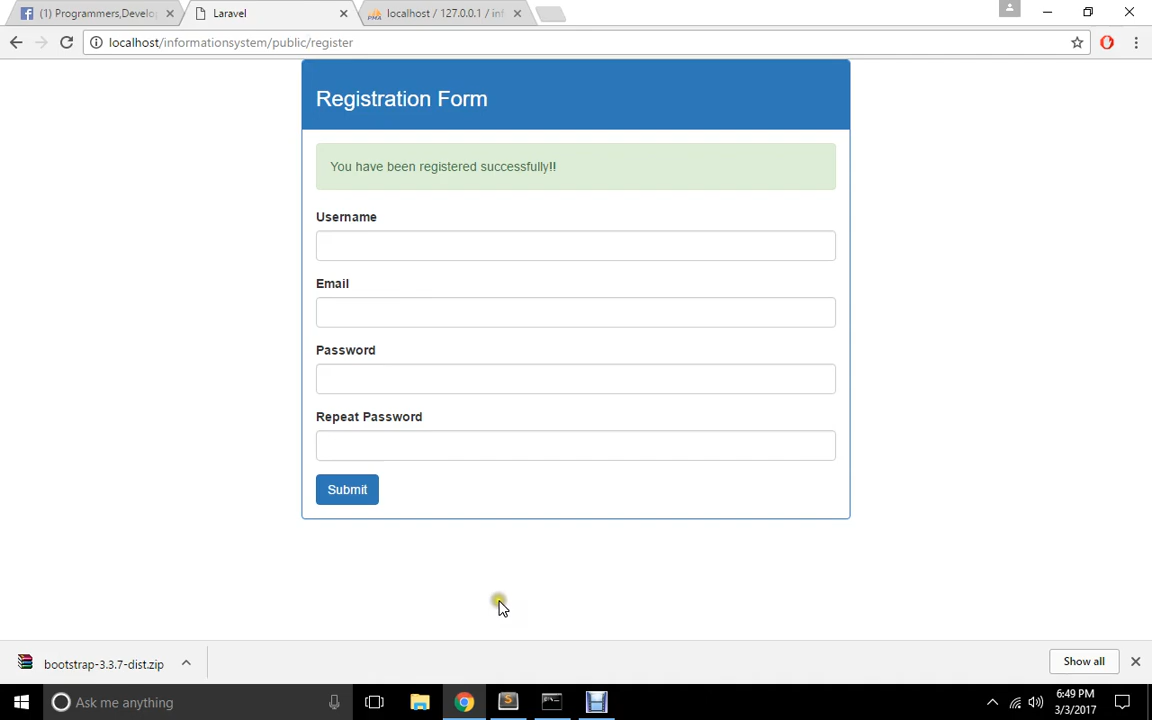 (1) Programmers,Develo
Laravel
localhost / 127.0.0.1 / inf
localhost/informationsystem/public/register
Registration Form
You have been registered successfully!!
Username
Email
Password
Repeat Password
Submit
bootstrap-3.3.7-dist.zip
Show all
Ask me anything
6:49 PM
3/3/2017